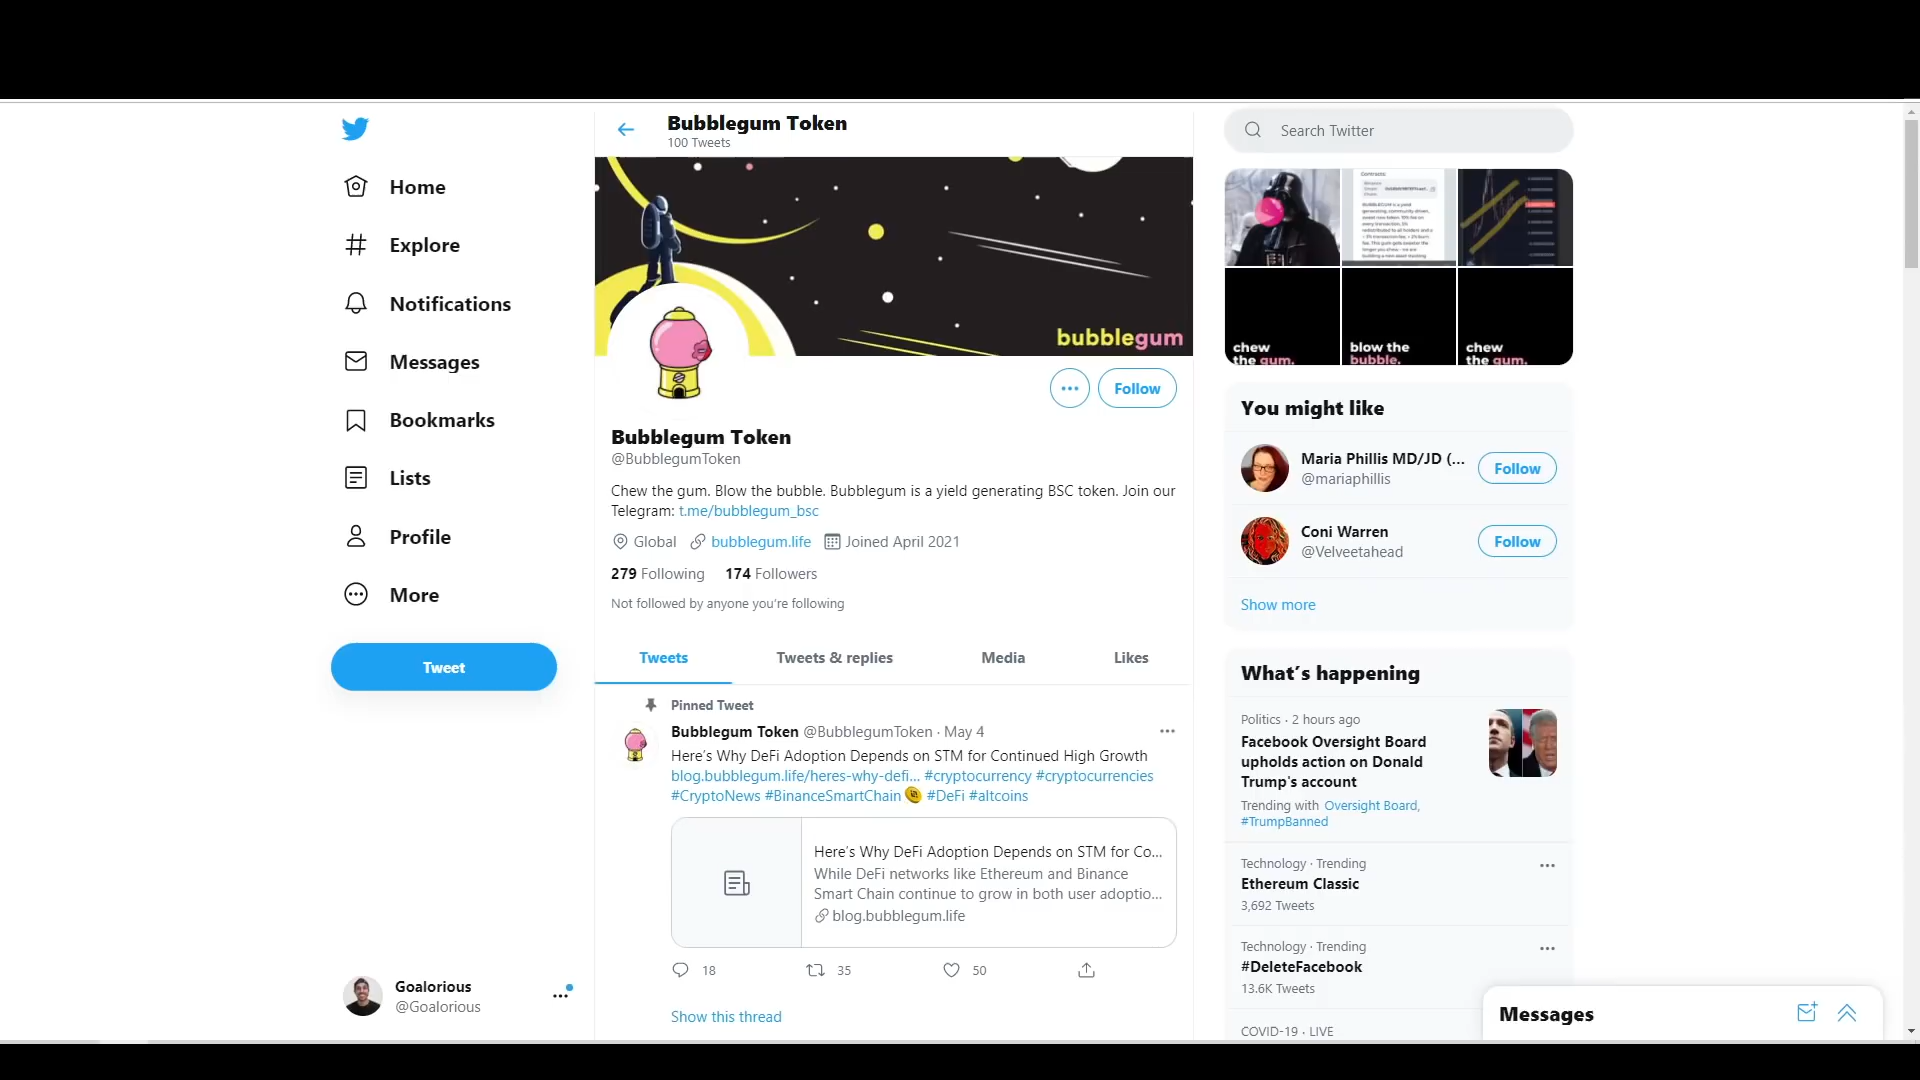 Home
Explore
Notifications
Messages
Bookmarks
Lists
Profile
More
Tweet
Goalorious
@Goalorious
Bubblegum Token
100 Tweets
bubblegum
Follow
Bubblegum Token
@BubblegumToken
Chew the gum. Blow the bubble. Bubblegum is a yield generating BSC token. Join our
Telegram: t.me/bubblegum_bsc
Global bubblegum.life Joined April 2021
279 Following 174 Followers
Not followed by anyone you're following
Tweets Tweets & replies Media Likes
Pinned Tweet
Bubblegum Token @BubblegumToken · May 4
Here's Why DeFi Adoption Depends on STM for Continued High Growth
blog.bubblegum.life/heres-why-defi... #cryptocurrency #cryptocurrencies
#CryptoNews #BinanceSmartChain #DeFi #altcoins
Here's Why DeFi Adoption Depends on STM for Co...
While DeFi networks like Ethereum and Binance
Smart Chain continue to grow in both user adoptio...
blog.bubblegum.life
18 35 50
Show this thread
Search Twitter
chew
the gum.
blow the
bubble.
chew
the gum.
You might like
Maria Phillis MD/JD (...
@mariaphillis
Follow
Coni Warren
@Velveetahead
Follow
Show more
What's happening
Politics · 2 hours ago
Facebook Oversight Board
upholds action on Donald
Trump's account
Trending with Oversight Board,
#TrumpBanned
Technology · Trending
Ethereum Classic
3,692 Tweets
Technology · Trending
#DeleteFacebook
13.6K Tweets
COVID-19 · LIVE
Messages